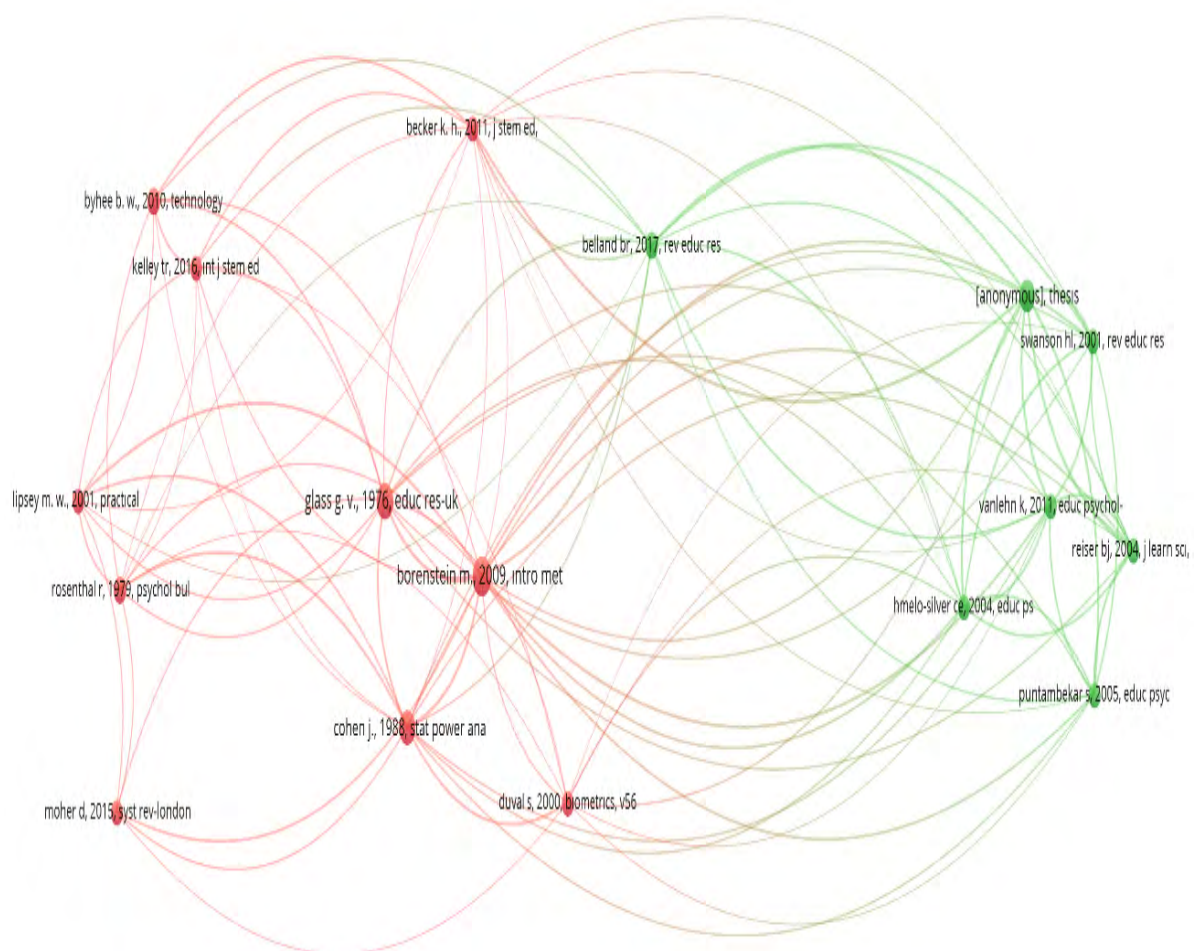 becker k. h., 2011, j stem ed,
byhee b. w., 2010, technology
belland br, 2017, rev educ res
kelley tr, 2016, int j stem ed
[anonymous], thesis
swanson hl, 2001, rev educ res
lipsey m. w., 2001, practical
glass g. v., 1976, educ res-uk
vanlehn k, 2011, educ psychol-
reiser bj, 2004, j learn sci,
borenstein m., 2009, intro met
rosenthal r, 1979, psychol bul
hmelo-silver ce, 2004, educ ps
puntambekar s, 2005, educ psyc
cohen j., 1988, stat power ana
duval s, 2000, biometrics, v56
moher d, 2015, syst rev-london